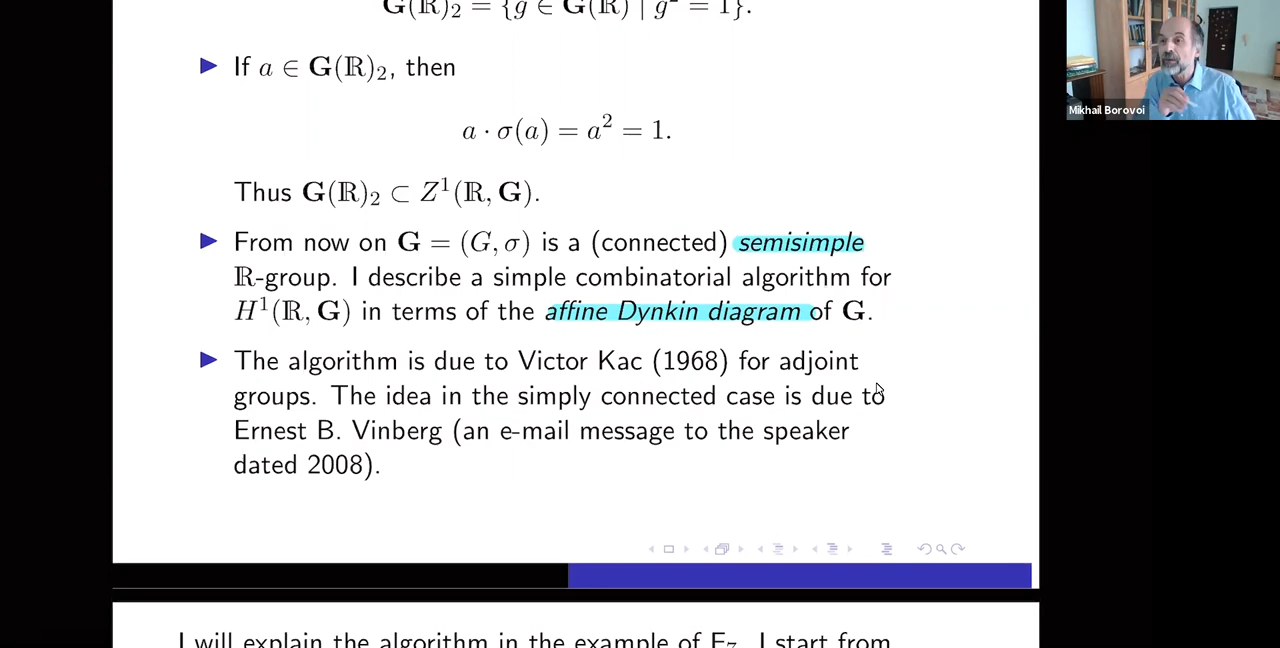 G(ℝ)₂ = {g ∈ G(ℝ) | g² = 1}.
▶ If a ∈ G(ℝ)₂, then
a · σ(a) = a² = 1.
Thus G(ℝ)₂ ⊂ Z¹(ℝ, G).
▶ From now on G = (G, σ) is a (connected) semisimple
ℝ-group. I describe a simple combinatorial algorithm for
H¹(ℝ, G) in terms of the affine Dynkin diagram of G.
▶ The algorithm is due to Victor Kac (1968) for adjoint
groups. The idea in the simply connected case is due to
Ernest B. Vinberg (an e-mail message to the speaker
dated 2008).
I will explain the algorithm in the example of E₇. I start from
Mikhail Borovoi